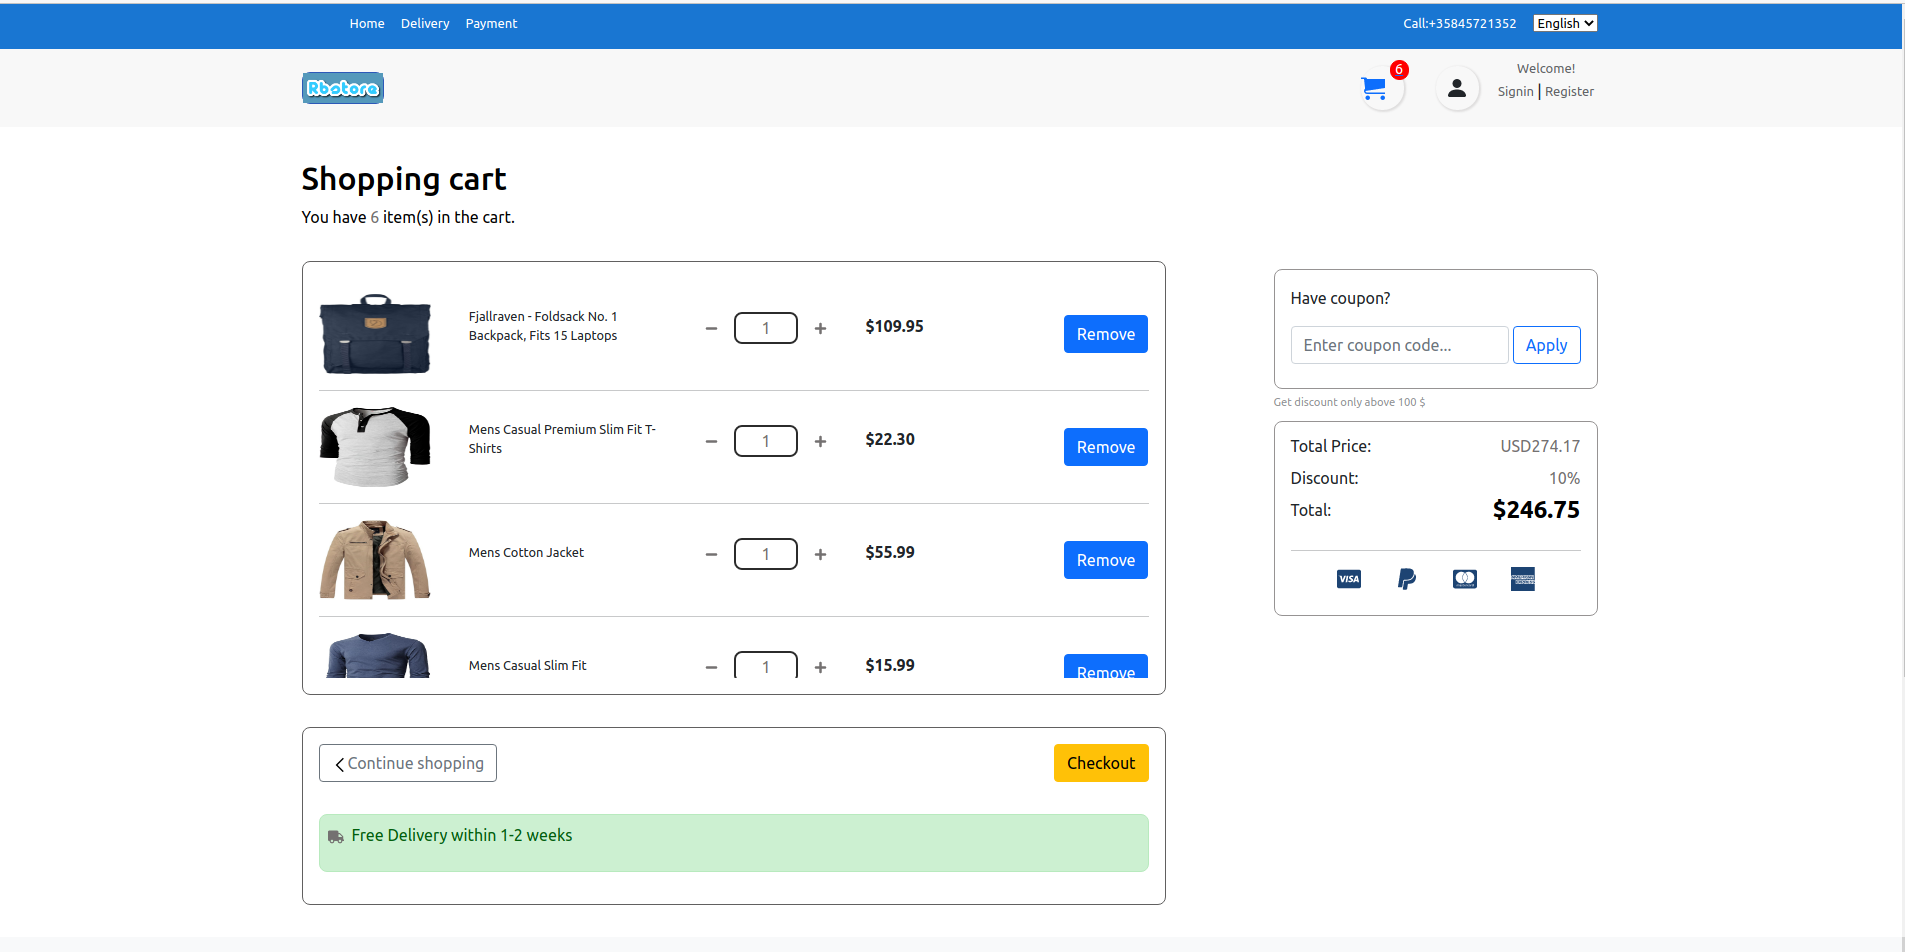 Home Delivery Payment
Call:+35845721352 English
Rbstore
6
Welcome!
Signin | Register
Shopping cart
You have 6 item(s) in the cart.
Fjallraven - Foldsack No. 1
Backpack, Fits 15 Laptops
1
$109.95
Remove
Mens Casual Premium Slim Fit T-
Shirts
1
$22.30
Remove
Mens Cotton Jacket
1
$55.99
Remove
Mens Casual Slim Fit
1
$15.99
Remove
Continue shopping
Checkout
Free Delivery within 1-2 weeks
Have coupon?
Enter coupon code...
Apply
Get discount only above 100 $
Total Price: USD274.17
Discount: 10%
Total: $246.75
VISA